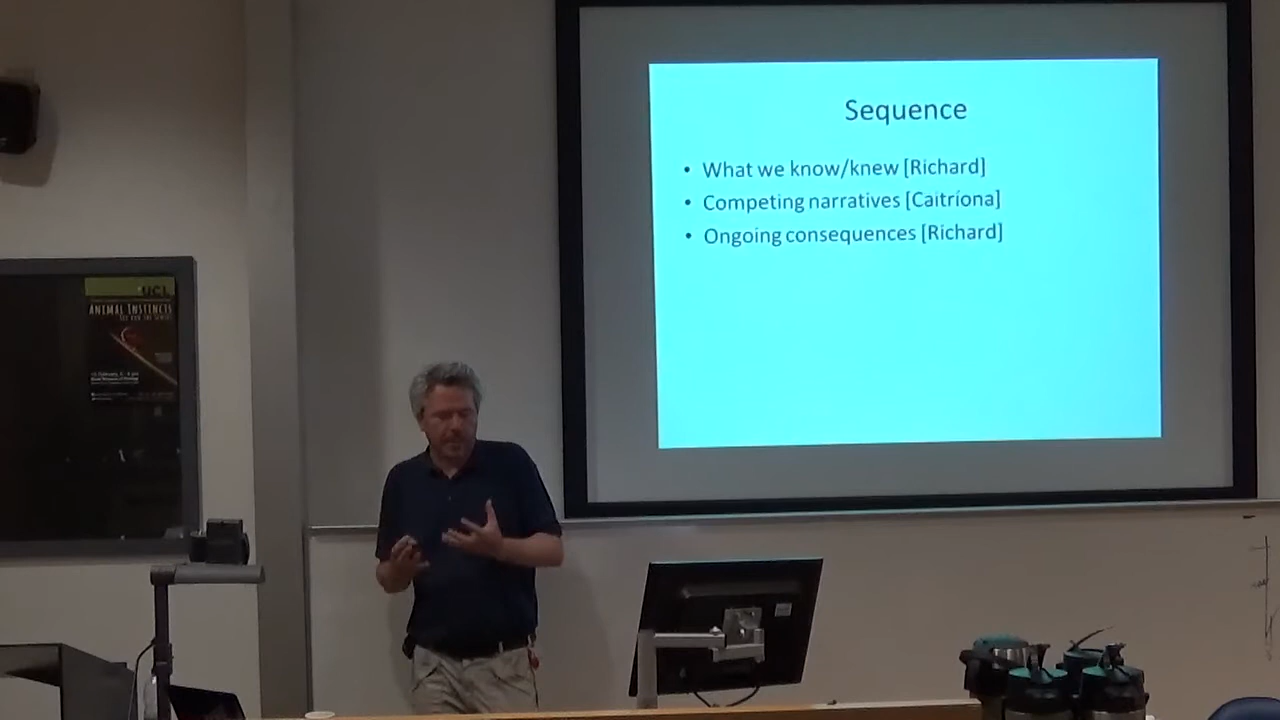 Sequence
• What we know/knew [Richard]
• Competing narratives [Caitríona]
• Ongoing consequences [Richard]
UCL
ANIMAL INSTINCTS